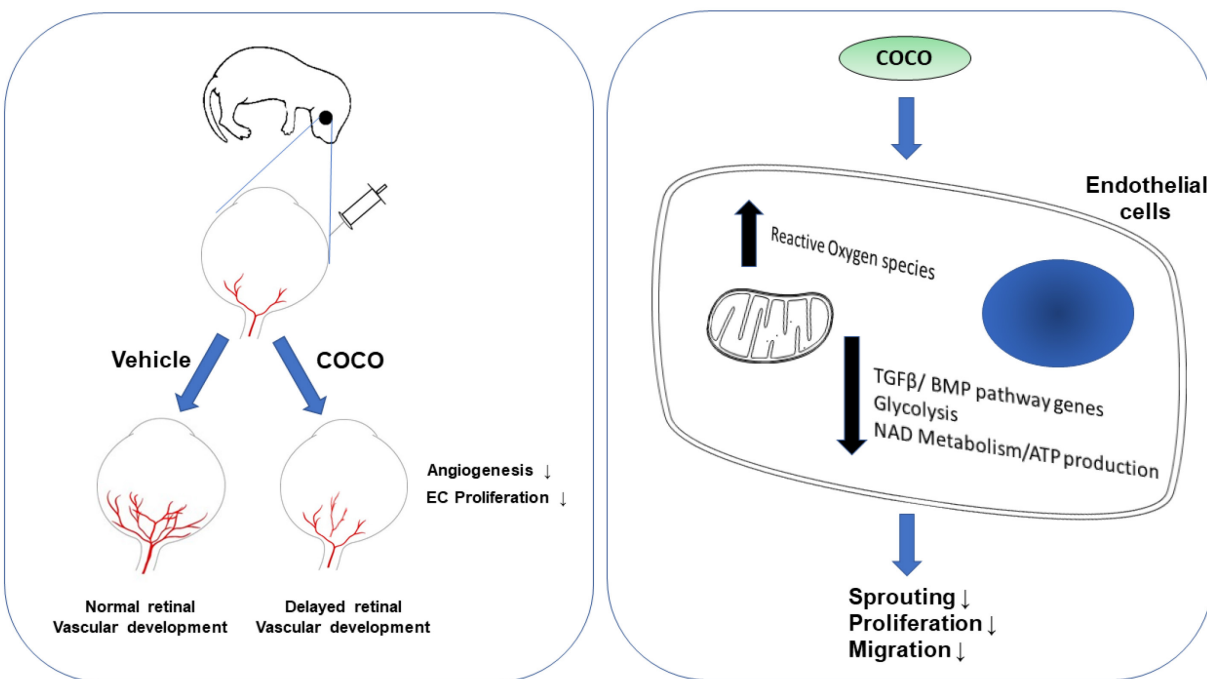 Vehicle
COCO
Angiogenesis ↓
EC Proliferation ↓
Normal retinal
Vascular development
Delayed retinal
Vascular development
COCO
Endothelial
cells
Reactive Oxygen species
TGFβ/ BMP pathway genes
Glycolysis
NAD Metabolism/ATP production
Sprouting ↓
Proliferation ↓
Migration ↓